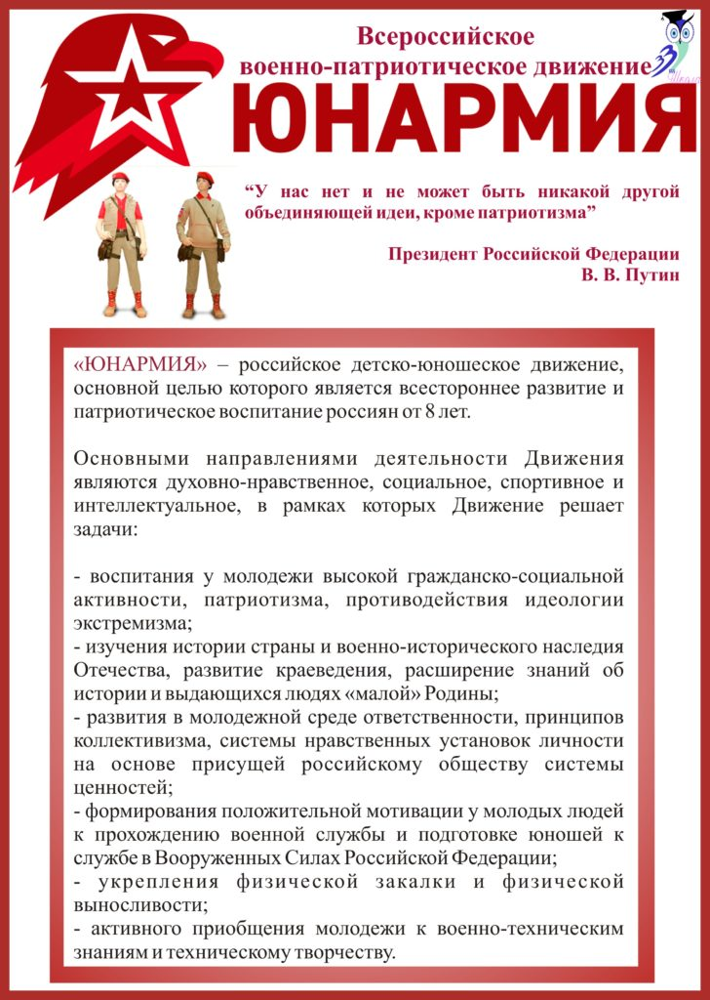 Всероссийское
военно-патриотическое движение
ЮНАРМИЯ
33
Школа
“У нас нет и не может быть никакой другой
объединяющей идеи, кроме патриотизма”
Президент Российской Федерации
В. В. Путин
«ЮНАРМИЯ» – российское детско-юношеское движение,
основной целью которого является всестороннее развитие и
патриотическое воспитание россиян от 8 лет.
Основными направлениями деятельности Движения
являются духовно-нравственное, социальное, спортивное и
интеллектуальное, в рамках которых Движение решает
задачи:
- воспитания у молодежи высокой гражданско-социальной
активности, патриотизма, противодействия идеологии
экстремизма;
- изучения истории страны и военно-исторического наследия
Отечества, развитие краеведения, расширение знаний об
истории и выдающихся людях «малой» Родины;
- развития в молодежной среде ответственности, принципов
коллективизма, системы нравственных установок личности
на основе присущей российскому обществу системы
ценностей;
- формирования положительной мотивации у молодых людей
к прохождению военной службы и подготовке юношей к
службе в Вооруженных Силах Российской Федерации;
- укрепления физической закалки и физической
выносливости;
- активного приобщения молодежи к военно-техническим
знаниям и техническому творчеству.